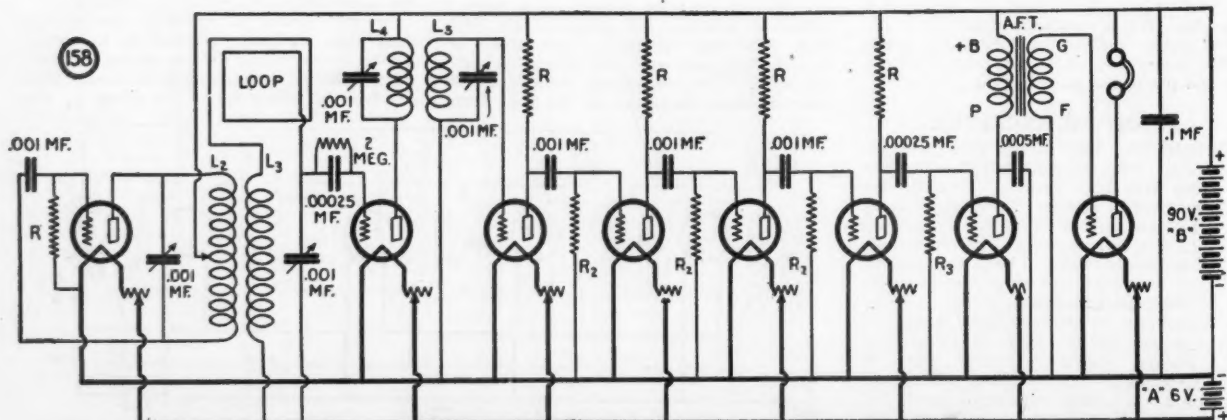 158
LOOP
.001 MF.
R
L2
L3
.001
MF.
.001
MF.
2
MEG.
.00025
MF.
L4
L3
.001
MF.
.001 MF.
R
R
R
R
.001 MF.
.001 MF.
.001 MF.
.00025 MF.
R2
R2
R2
R3
A.F.T.
+B
G
P
F
.0005 MF.
.1 MF
+
90 V.
"B"
-
-
"A" 6 V.
+